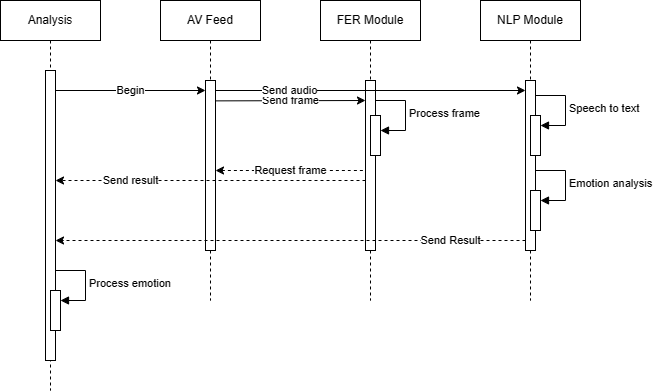 Analysis
AV Feed
FER Module
NLP Module
Begin
Send audio
Send frame
Process frame
Speech to text
Request frame
Send result
Emotion analysis
Send Result
Process emotion